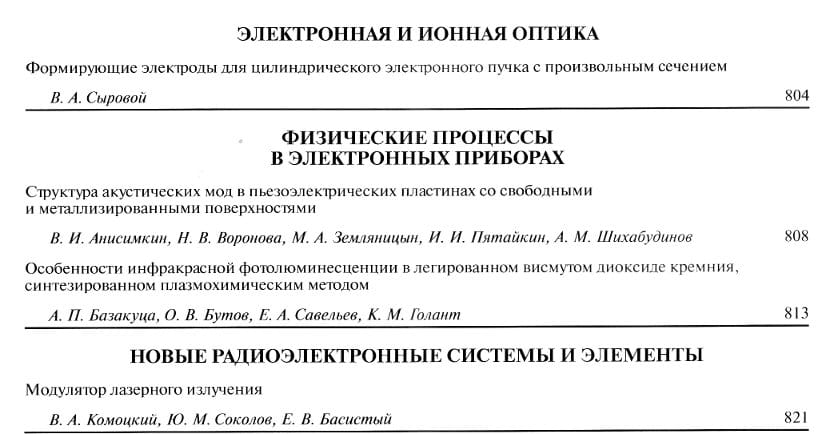 ЭЛЕКТРОННАЯ И ИОННАЯ ОПТИКА
Формирующие электроды для цилиндрического электронного пучка с произвольным сечением
В. А. Сыровой 804
ФИЗИЧЕСКИЕ ПРОЦЕССЫ
В ЭЛЕКТРОННЫХ ПРИБОРАХ
Структура акустических мод в пьезоэлектрических пластинах со свободными
и металлизированными поверхностями
В. И. Анисимкин, Н. В. Воронова, М. А. Земляницын, И. И. Пятайкин, А. М. Шихабудинов 808
Особенности инфракрасной фотолюминесценции в легированном висмутом диоксиде кремния,
синтезированном плазмохимическим методом
А. П. Базакуца, О. В. Бутов, Е. А. Савельев, К. М. Голант 813
НОВЫЕ РАДИОЭЛЕКТРОННЫЕ СИСТЕМЫ И ЭЛЕМЕНТЫ
Модулятор лазерного излучения
В. А. Комоцкий, Ю. М. Соколов, Е. В. Басистый 821